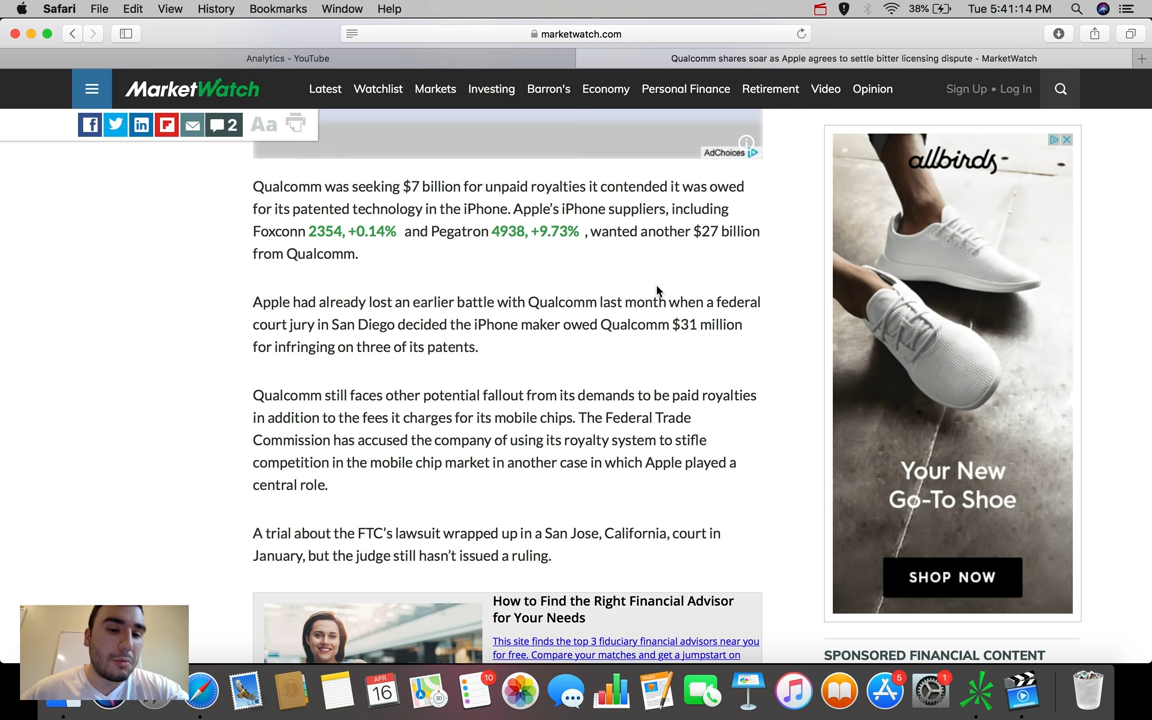 Safari File Edit View History Bookmarks Window Help 38% Tue 5:41:14 PM
marketwatch.com
Analytics - YouTube Qualcomm shares soar as Apple agrees to settle bitter licensing dispute - MarketWatch
MarketWatch Latest Watchlist Markets Investing Barron's Economy Personal Finance Retirement Video Opinion Sign Up • Log In
2 Aa
AdChoices
Qualcomm was seeking $7 billion for unpaid royalties it contended it was owed
for its patented technology in the iPhone. Apple's iPhone suppliers, including
Foxconn 2354, +0.14% and Pegatron 4938, +9.73% , wanted another $27 billion
from Qualcomm.
Apple had already lost an earlier battle with Qualcomm last month when a federal
court jury in San Diego decided the iPhone maker owed Qualcomm $31 million
for infringing on three of its patents.
Qualcomm still faces other potential fallout from its demands to be paid royalties
in addition to the fees it charges for its mobile chips. The Federal Trade
Commission has accused the company of using its royalty system to stifle
competition in the mobile chip market in another case in which Apple played a
central role.
A trial about the FTC's lawsuit wrapped up in a San Jose, California, court in
January, but the judge still hasn't issued a ruling.
How to Find the Right Financial Advisor
for Your Needs
This site finds the top 3 fiduciary financial advisors near you
for free. Compare your matches and get a jumpstart on
allbirds
Your New
Go-To Shoe
SHOP NOW
SPONSORED FINANCIAL CONTENT
APR
16
10
5
1